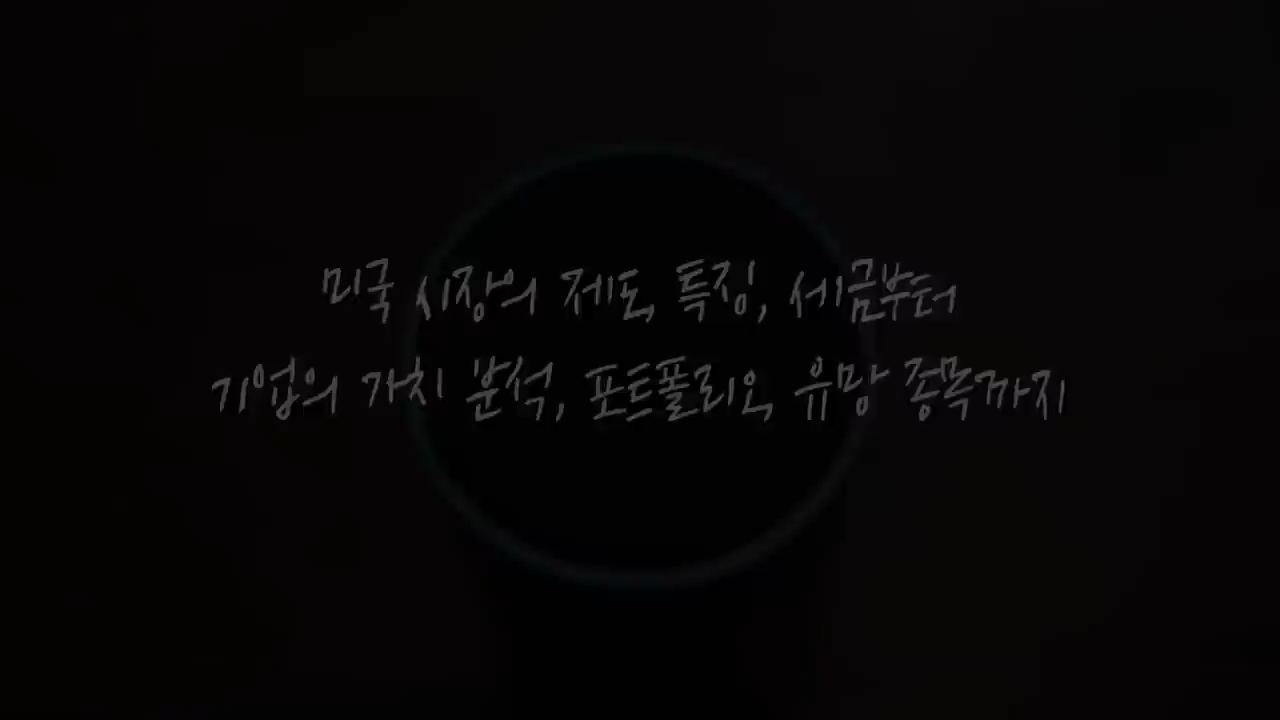 미국 시장의 제도, 특징, 세금부터
기업의 가치 분석, 포트폴리오, 유망 종목까지